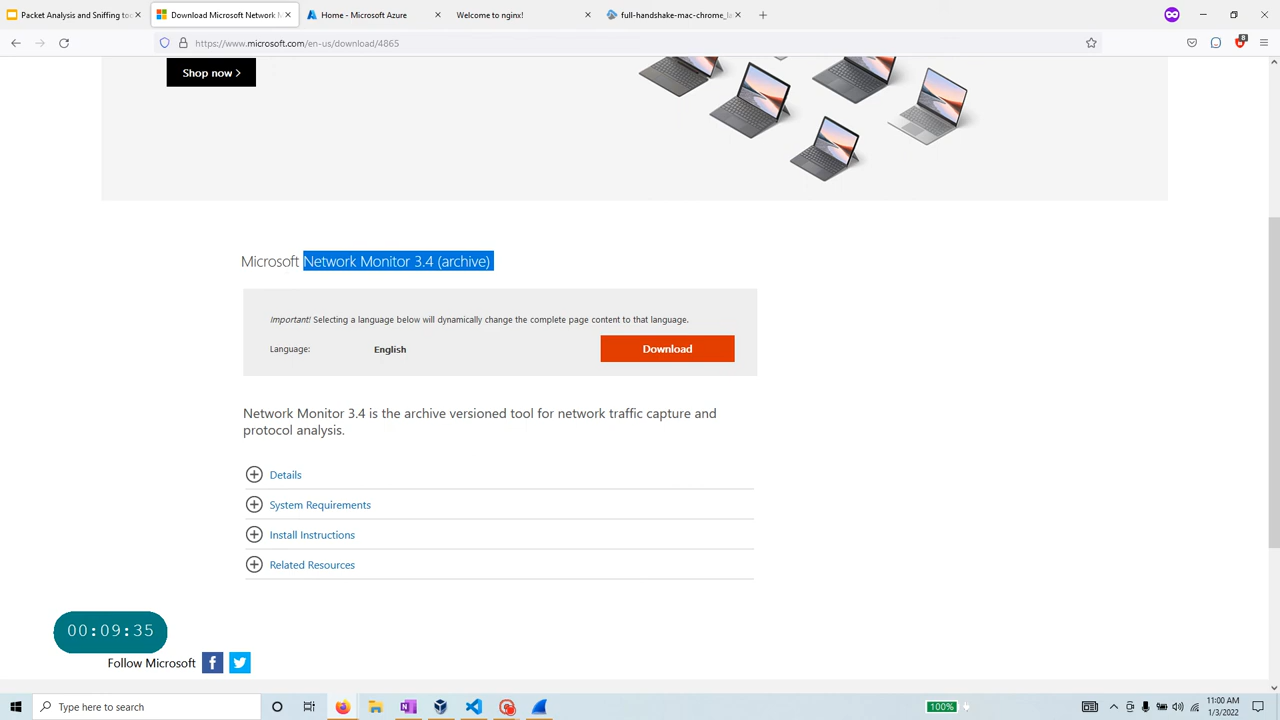 Packet Analysis and Sniffing to
Download Microsoft Network M
Home - Microsoft Azure
Welcome to nginx!
full-handshake-mac-chrome_la
https://www.microsoft.com/en-us/download/4865
8
Shop now
Microsoft Network Monitor 3.4 (archive)
Important! Selecting a language below will dynamically change the complete page content to that language.
Language:
English
Download
Network Monitor 3.4 is the archive versioned tool for network traffic capture and
protocol analysis.
Details
System Requirements
Install Instructions
Related Resources
00:09:35
Follow Microsoft
Type here to search
100%
11:00 AM
1/3/2022